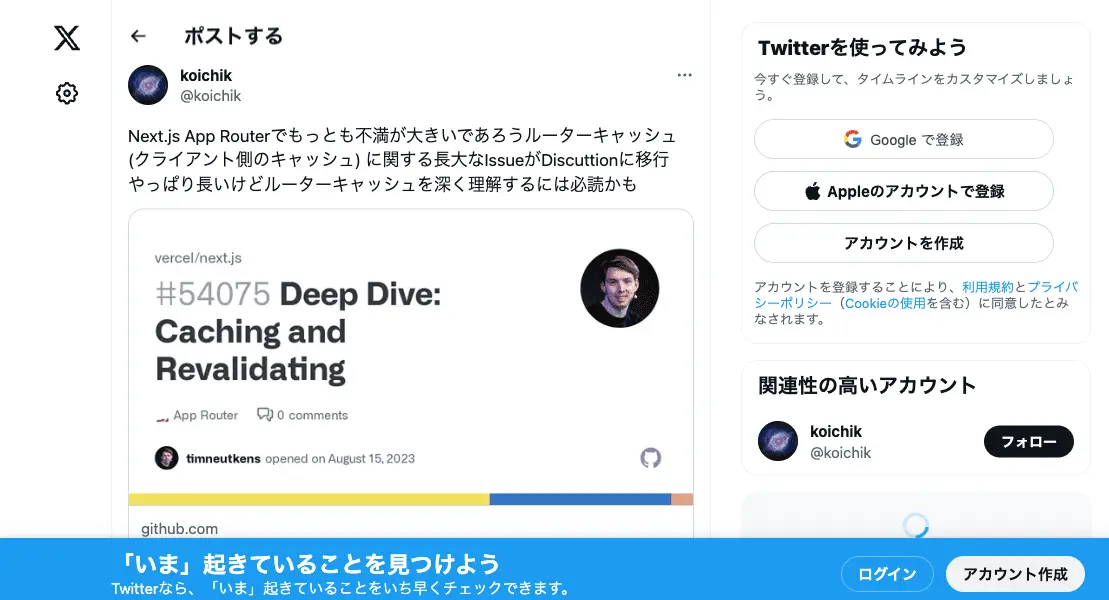 ポストする
koichik
@koichik
Next.js App Routerでもっとも不満が大きいであろうルーターキャッシュ
(クライアント側のキャッシュ) に関する長大なIssueがDiscuttionに移行
やっぱり長いけどルーターキャッシュを深く理解するには必読かも
vercel/next.js
#54075 Deep Dive:
Caching and
Revalidating
App Router 0 comments
timneutkens opened on August 15, 2023
github.com
Twitterを使ってみよう
今すぐ登録して、タイムラインをカスタマイズしましょ
う。
Google で登録
Appleのアカウントで登録
アカウントを作成
アカウントを登録することにより、利用規約とプライバ
シーポリシー（Cookieの使用を含む）に同意したとみ
なされます。
関連性の高いアカウント
koichik
@koichik
フォロー
「いま」起きていることを見つけよう
Twitterなら、「いま」起きていることをいち早くチェックできます。
ログイン
アカウント作成